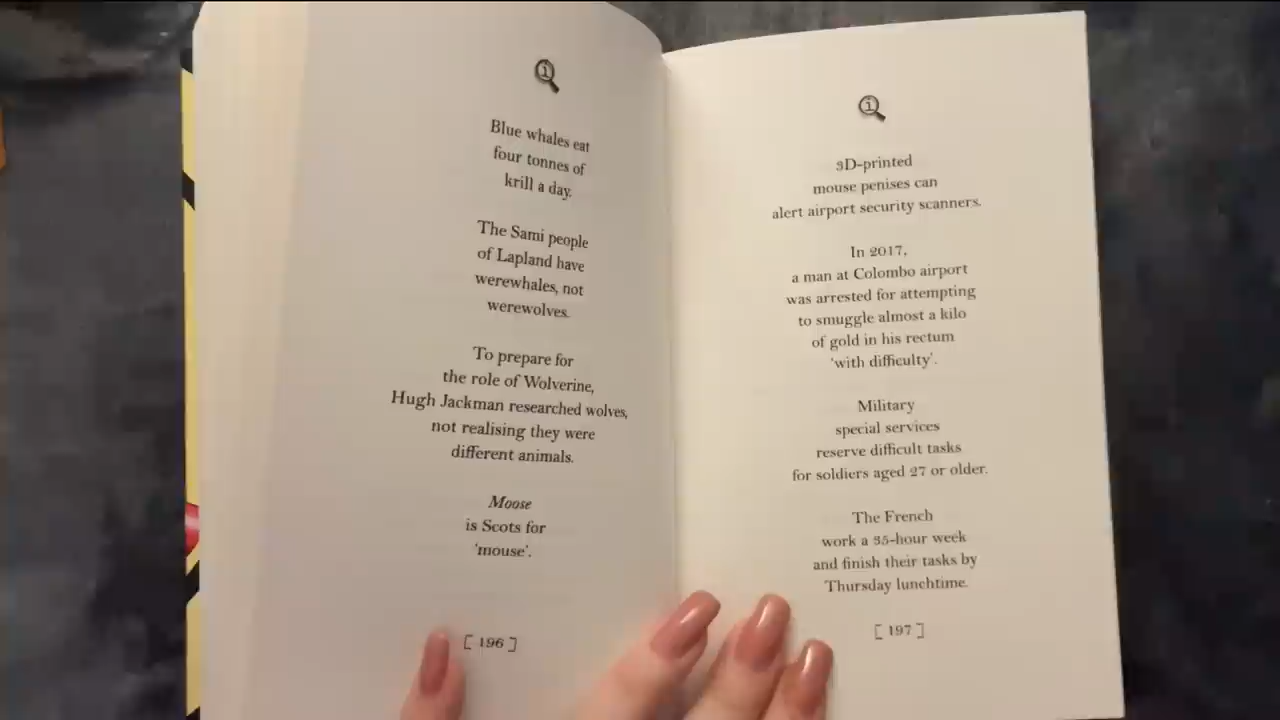 Blue whales eat
four tonnes of
krill a day.
The Sami people
of Lapland have
werewhales, not
werewolves.
To prepare for
the role of Wolverine,
Hugh Jackman researched wolves,
not realising they were
different animals.
Moose
is Scots for
'mouse'.
[ 196 ]
3D-printed
mouse penises can
alert airport security scanners.
In 2017,
a man at Colombo airport
was arrested for attempting
to smuggle almost a kilo
of gold in his rectum
'with difficulty'.
Military
special services
reserve difficult tasks
for soldiers aged 27 or older.
The French
work a 35-hour week
and finish their tasks by
Thursday lunchtime.
[ 197 ]